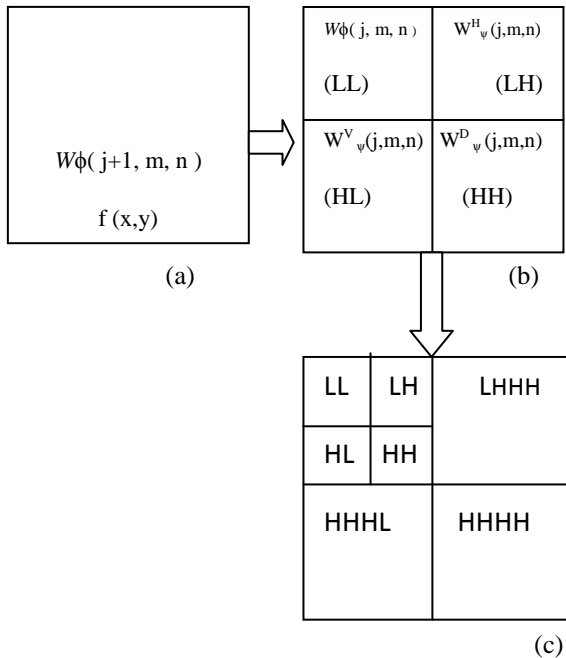 Wϕ( j+1, m, n )
f (x,y)
(a)
Wϕ( j, m, n )
(LL)
W^H_ψ(j,m,n)
(LH)
W^V_ψ(j,m,n)
(HL)
W^D_ψ(j,m,n)
(HH)
(b)
LL
LH
LHHH
HL
HH
HHHL
HHHH
(c)